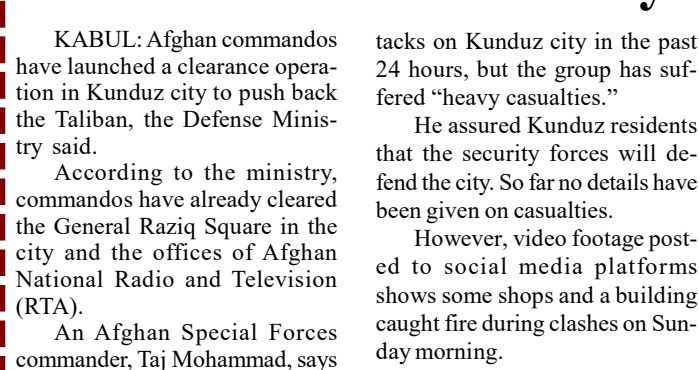 KABUL: Afghan commandos
have launched a clearance opera-
tion in Kunduz city to push back
the Taliban, the Defense Minis-
try said.
According to the ministry,
commandos have already cleared
the General Raziq Square in the
city and the offices of Afghan
National Radio and Television
(RTA).
An Afghan Special Forces
commander, Taj Mohammad, says
tacks on Kunduz city in the past
24 hours, but the group has suf-
fered “heavy casualties.”
He assured Kunduz residents
that the security forces will de-
fend the city. So far no details have
been given on casualties.
However, video footage post-
ed to social media platforms
shows some shops and a building
caught fire during clashes on Sun-
day morning.